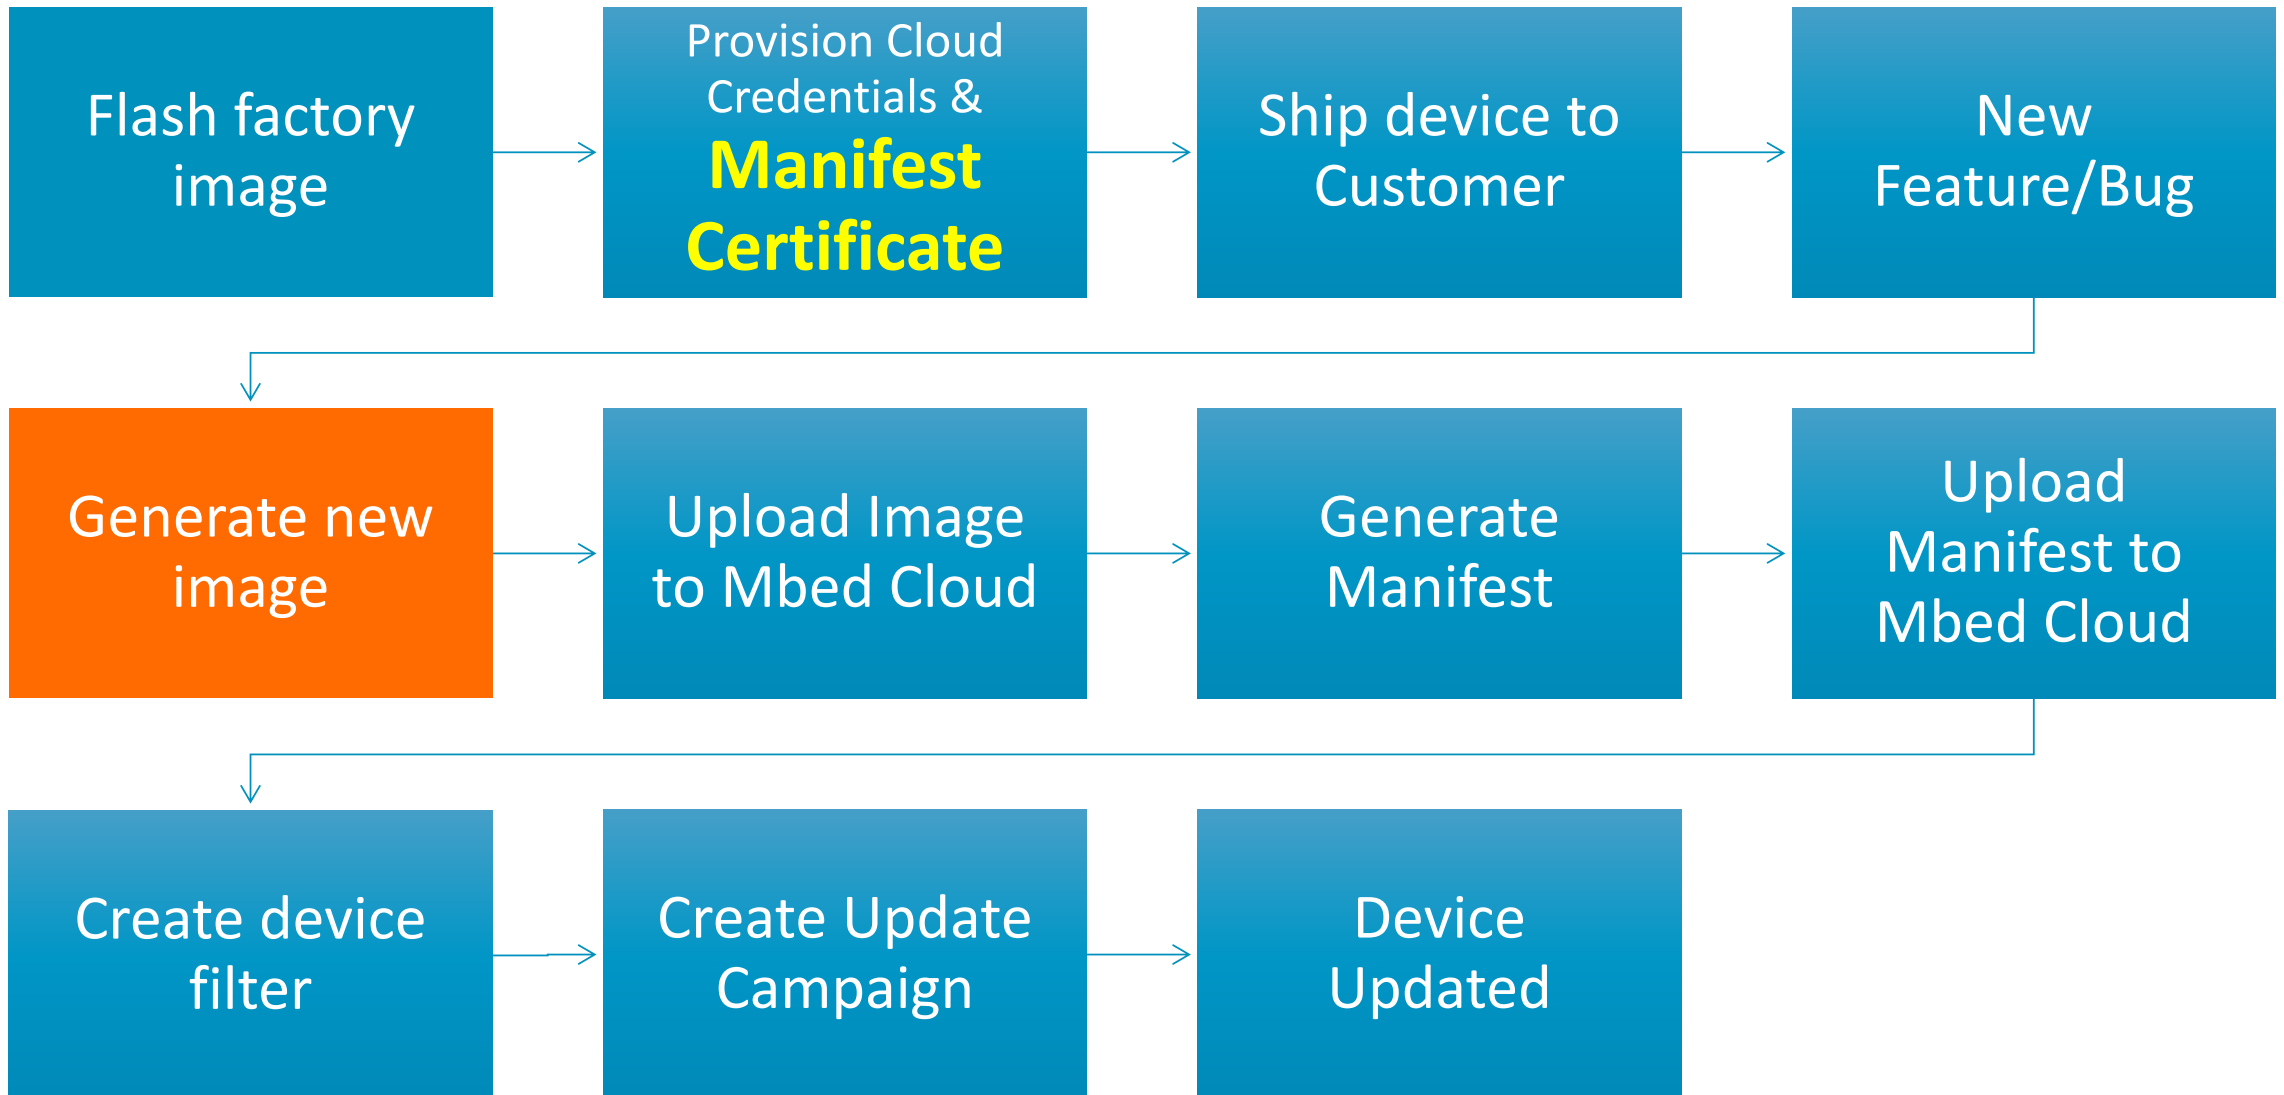 Flash factory
image
Provision Cloud
Credentials &
Manifest
Certificate
Ship device to
Customer
New
Feature/Bug
Generate new
image
Upload Image
to Mbed Cloud
Generate
Manifest
Upload
Manifest to
Mbed Cloud
Create device
filter
Create Update
Campaign
Device
Updated